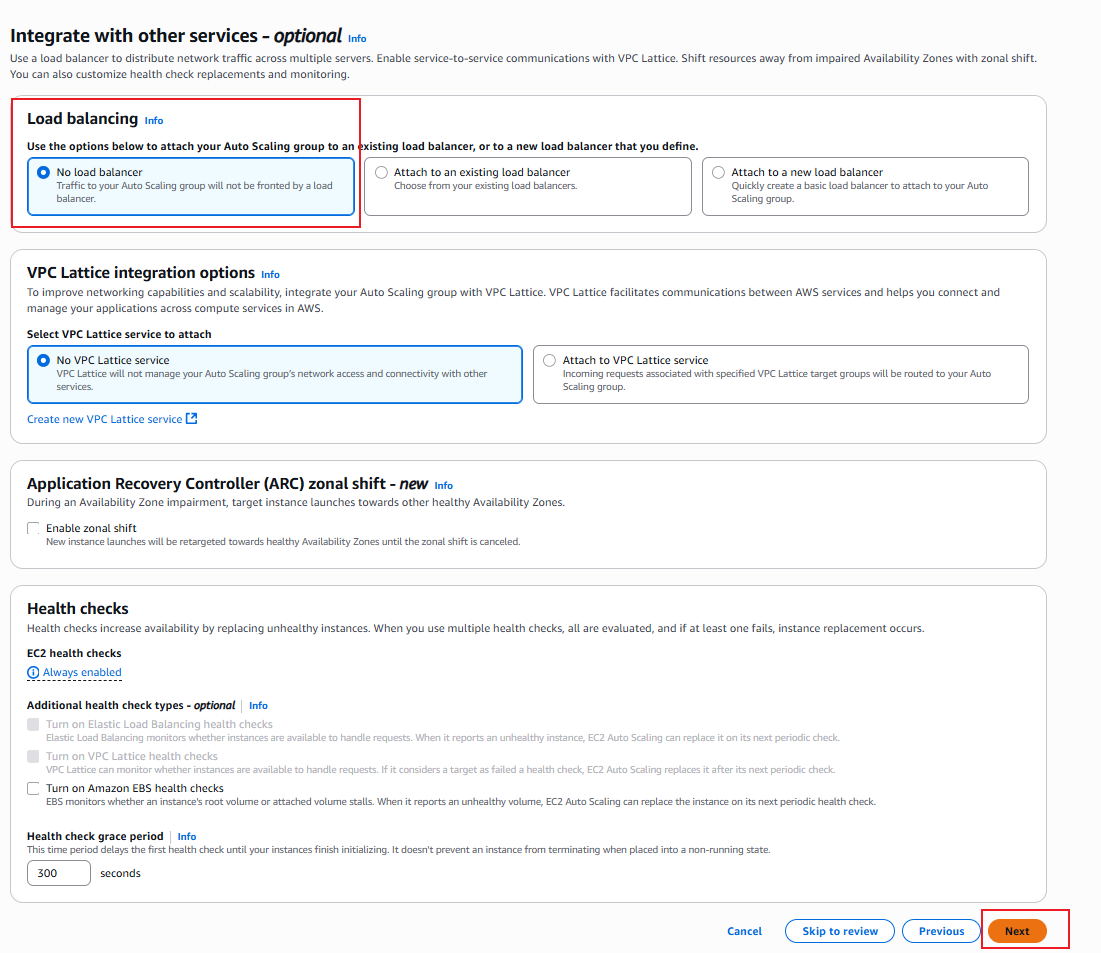 Integrate with other services - optional Info
Use a load balancer to distribute network traffic across multiple servers. Enable service-to-service communications with VPC Lattice. Shift resources away from impaired Availability Zones with zonal shift.
You can also customize health check replacements and monitoring.
Load balancing Info
Use the options below to attach your Auto Scaling group to an existing load balancer, or to a new load balancer that you define.
No load balancer
Traffic to your Auto Scaling group will not be fronted by a load
balancer.
Attach to an existing load balancer
Choose from your existing load balancers.
Attach to a new load balancer
Quickly create a basic load balancer to attach to your Auto
Scaling group.
VPC Lattice integration options Info
To improve networking capabilities and scalability, integrate your Auto Scaling group with VPC Lattice. VPC Lattice facilitates communications between AWS services and helps you connect and
manage your applications across compute services in AWS.
Select VPC Lattice service to attach
No VPC Lattice service
VPC Lattice will not manage your Auto Scaling group's network access and connectivity with other
services.
Attach to VPC Lattice service
Incoming requests associated with specified VPC Lattice target groups will be routed to your Auto
Scaling group.
Create new VPC Lattice service
Application Recovery Controller (ARC) zonal shift - new Info
During an Availability Zone impairment, target instance launches towards other healthy Availability Zones.
Enable zonal shift
New instance launches will be retargeted towards healthy Availability Zones until the zonal shift is canceled.
Health checks
Health checks increase availability by replacing unhealthy instances. When you use multiple health checks, all are evaluated, and if at least one fails, instance replacement occurs.
EC2 health checks
Always enabled
Additional health check types - optional Info
Turn on Elastic Load Balancing health checks
Elastic Load Balancing monitors whether instances are available to handle requests. When it reports an unhealthy instance, EC2 Auto Scaling can replace it on its next periodic check.
Turn on VPC Lattice health checks
VPC Lattice can monitor whether instances are available to handle requests. If it considers a target as failed a health check, EC2 Auto Scaling replaces it after its next periodic check.
Turn on Amazon EBS health checks
EBS monitors whether an instance's root volume or attached volume stalls. When it reports an unhealthy volume, EC2 Auto Scaling can replace the instance on its next periodic health check.
Health check grace period Info
This time period delays the first health check until your instances finish initializing. It doesn't prevent an instance from terminating when placed into a non-running state.
300 seconds
Cancel Skip to review Previous Next